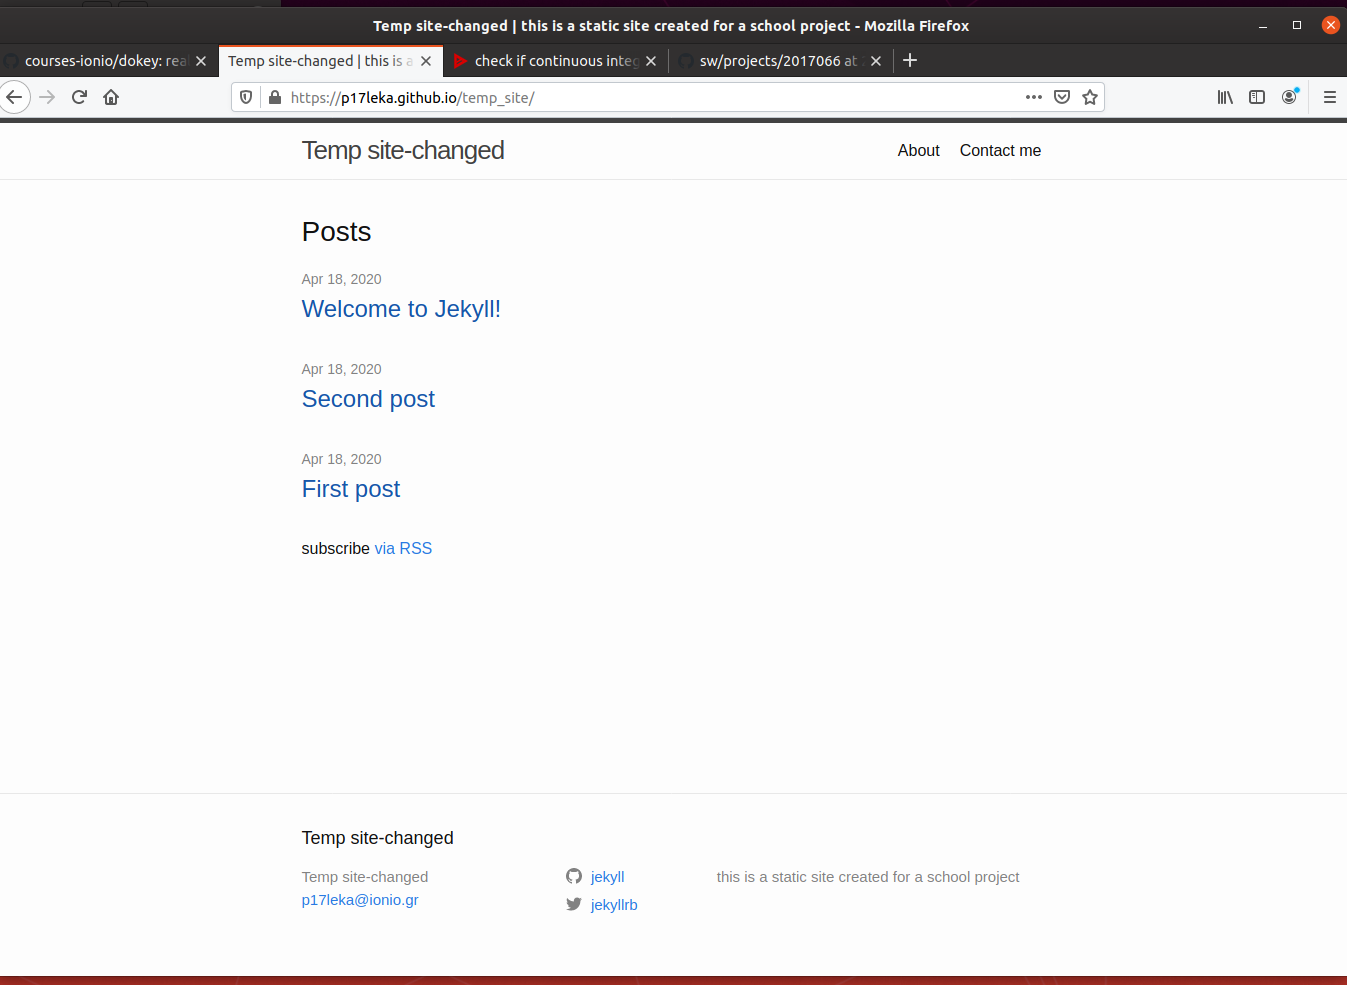 Temp site-changed | this is a static site created for a school project - Mozilla Firefox
courses-ionio/dokey: rea
Temp site-changed | this is a
check if continuous integ
sw/projects/2017066 at
https://p17leka.github.io/temp_site/
Temp site-changed
About
Contact me
Posts
Apr 18, 2020
Welcome to Jekyll!
Apr 18, 2020
Second post
Apr 18, 2020
First post
subscribe via RSS
Temp site-changed
Temp site-changed
p17leka@ionio.gr
jekyll
jekyllrb
this is a static site created for a school project